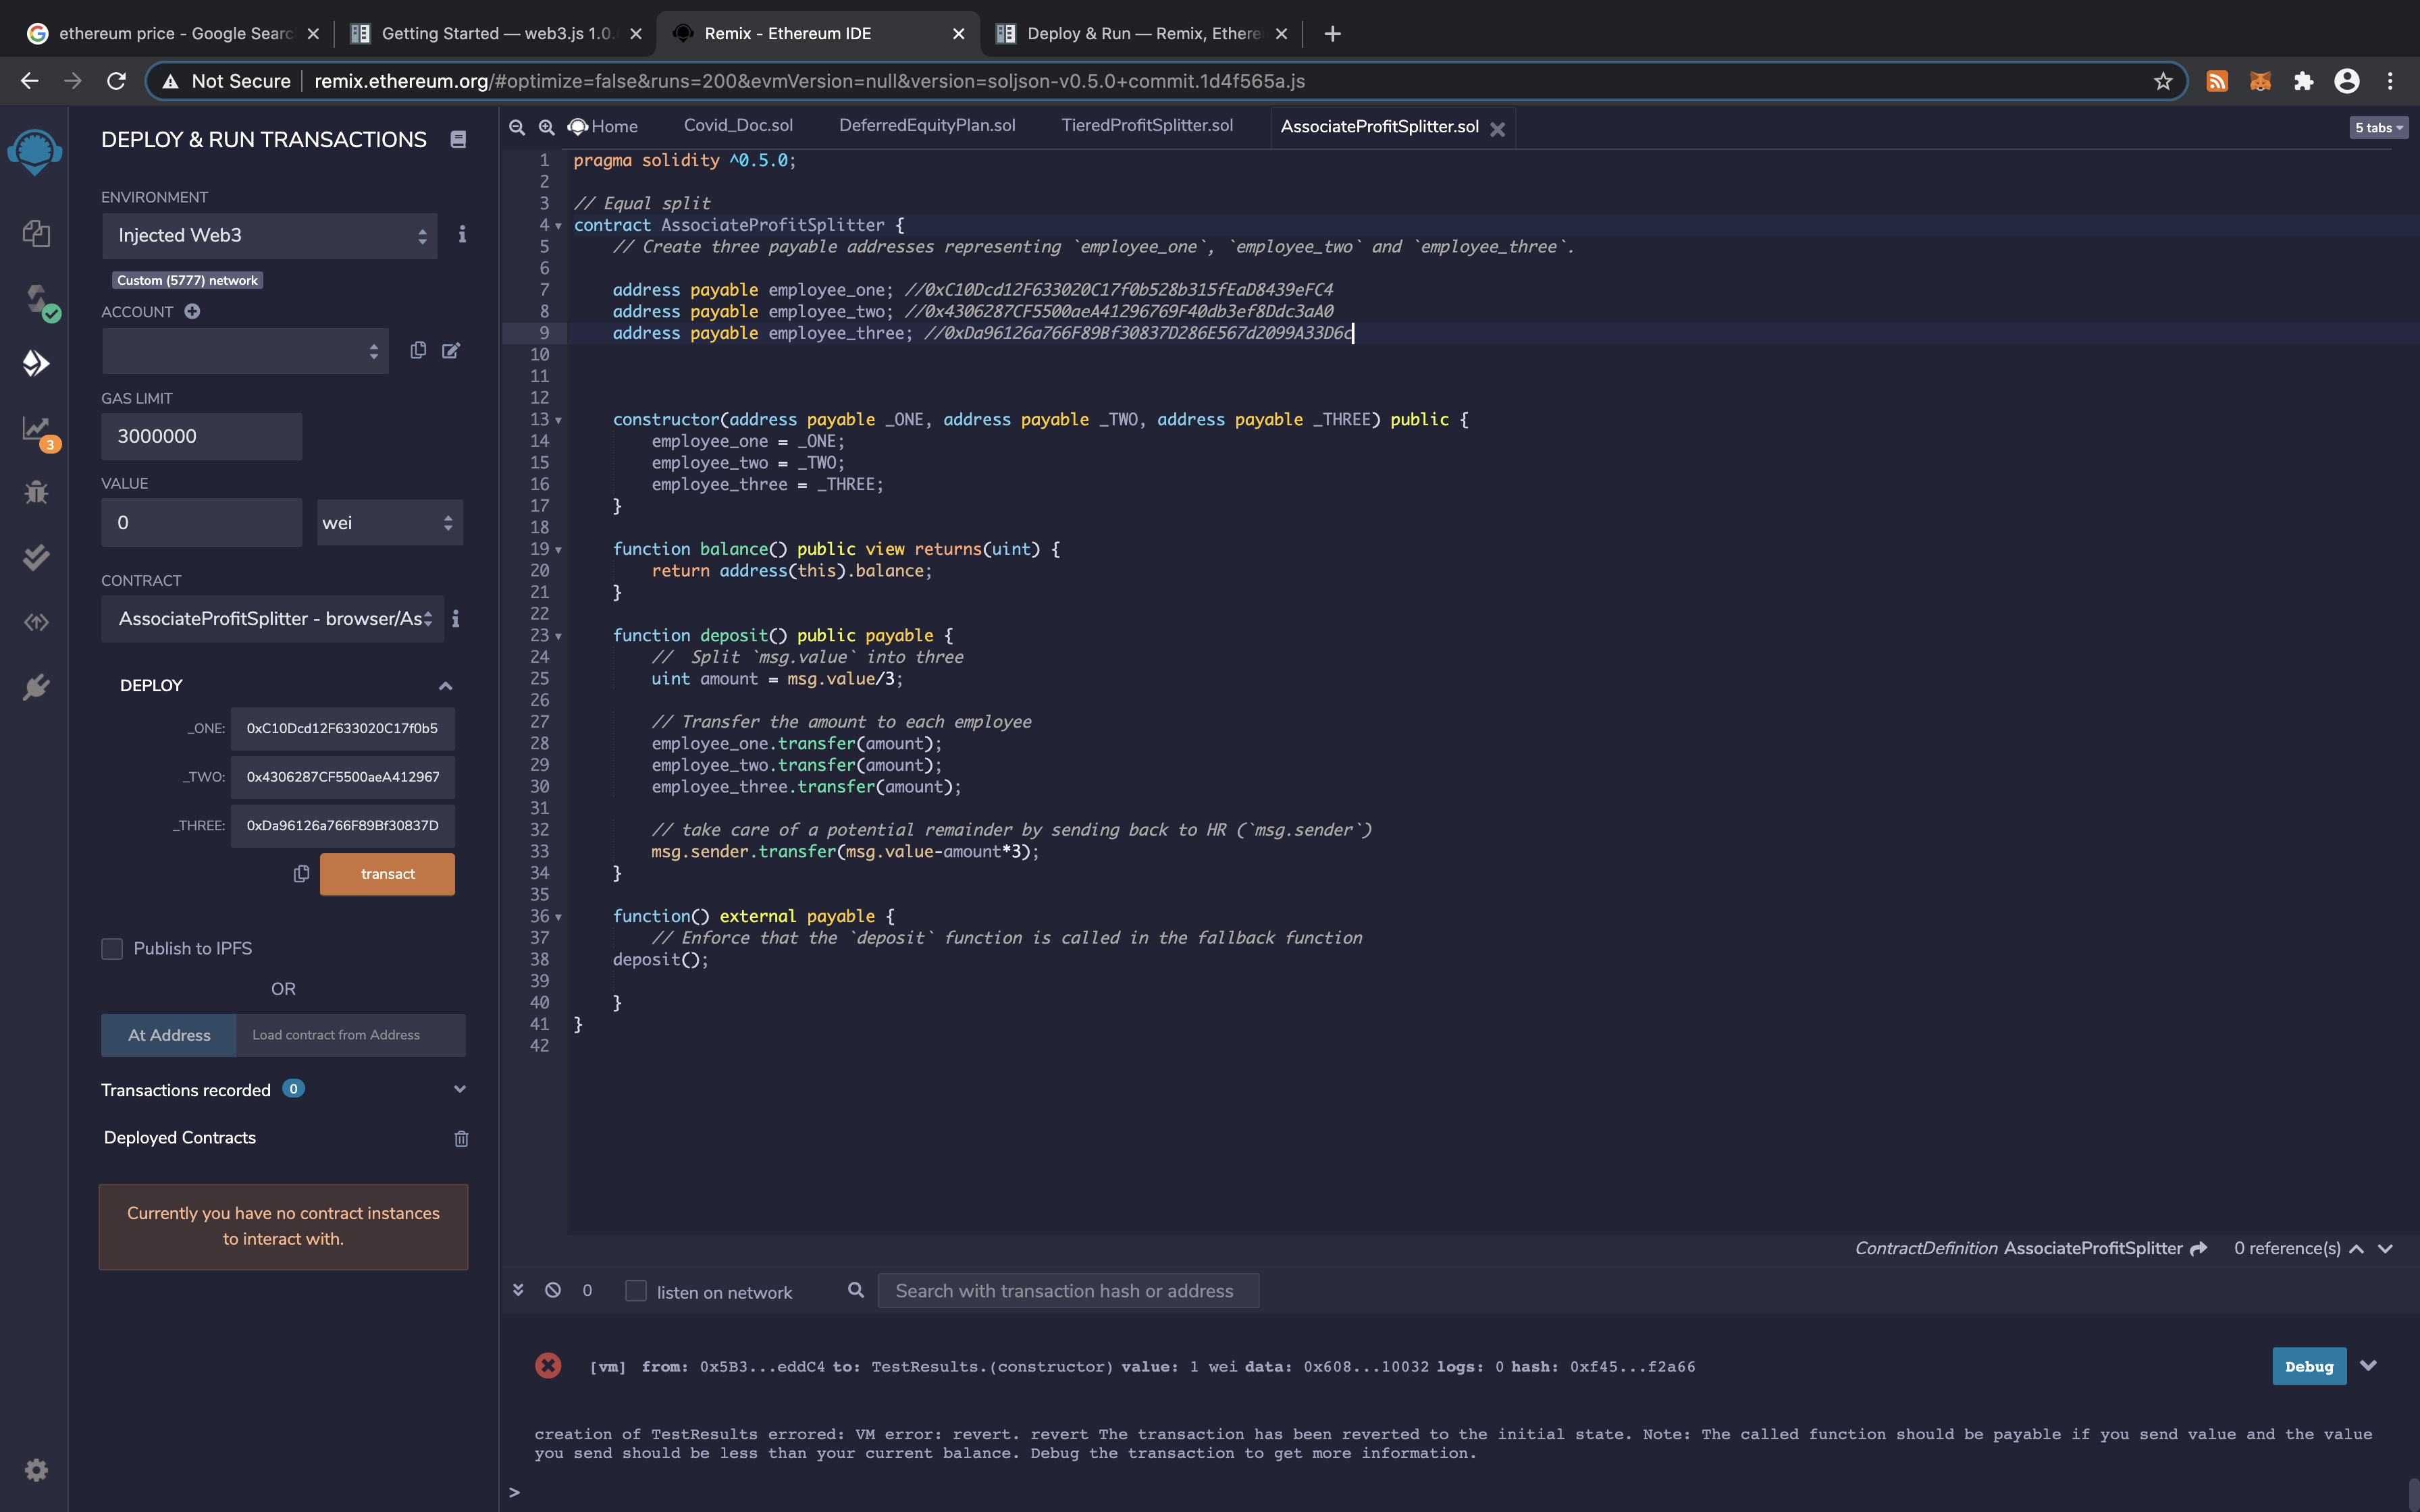 ethereum price - Google Searc
Getting Started — web3.js 1.0.
Remix - Ethereum IDE
Deploy & Run — Remix, Ethere
Not Secure
remix.ethereum.org/#optimize=false&runs=200&evmVersion=null&version=soljson-v0.5.0+commit.1d4f565a.js
DEPLOY & RUN TRANSACTIONS
ENVIRONMENT
Injected Web3
Custom (5777) network
ACCOUNT
GAS LIMIT
3000000
VALUE
0
wei
CONTRACT
AssociateProfitSplitter - browser/As
DEPLOY
_ONE: 0xC10Dcd12F633020C17f0b5
_TWO: 0x4306287CF5500aeA412967
_THREE: 0xDa96126a766F89Bf30837D
transact
Publish to IPFS
OR
At Address
Load contract from Address
Transactions recorded 0
Deployed Contracts
Currently you have no contract instances
to interact with.
3
Home
Covid_Doc.sol
DeferredEquityPlan.sol
TieredProfitSplitter.sol
AssociateProfitSplitter.sol
5 tabs
1 pragma solidity ^0.5.0;
2
3 // Equal split
4 contract AssociateProfitSplitter {
5 // Create three payable addresses representing `employee_one`, `employee_two` and `employee_three`.
6
7 address payable employee_one; //0xC10Dcd12F633020C17f0b528b315fEaD8439eFC4
8 address payable employee_two; //0x4306287CF5500aeA41296769F40db3ef8Ddc3aA0
9 address payable employee_three; //0xDa96126a766F89Bf30837D286E567d2099A33D6c
10
11
12
13 constructor(address payable _ONE, address payable _TWO, address payable _THREE) public {
14 employee_one = _ONE;
15 employee_two = _TWO;
16 employee_three = _THREE;
17 }
18
19 function balance() public view returns(uint) {
20 return address(this).balance;
21 }
22
23 function deposit() public payable {
24 //  Split `msg.value` into three
25 uint amount = msg.value/3;
26
27 // Transfer the amount to each employee
28 employee_one.transfer(amount);
29 employee_two.transfer(amount);
30 employee_three.transfer(amount);
31
32 // take care of a potential remainder by sending back to HR (`msg.sender`)
33 msg.sender.transfer(msg.value-amount*3);
34 }
35
36 function() external payable {
37 // Enforce that the `deposit` function is called in the fallback function
38 deposit();
39
40 }
41 }
42
ContractDefinition AssociateProfitSplitter 0 reference(s)
0
listen on network
Search with transaction hash or address
[vm] from: 0x5B3...eddC4 to: TestResults.(constructor) value: 1 wei data: 0x608...10032 logs: 0 hash: 0xf45...f2a66
Debug
creation of TestResults errored: VM error: revert. revert The transaction has been reverted to the initial state. Note: The called function should be payable if you send value and the value
you send should be less than your current balance. Debug the transaction to get more information.
>